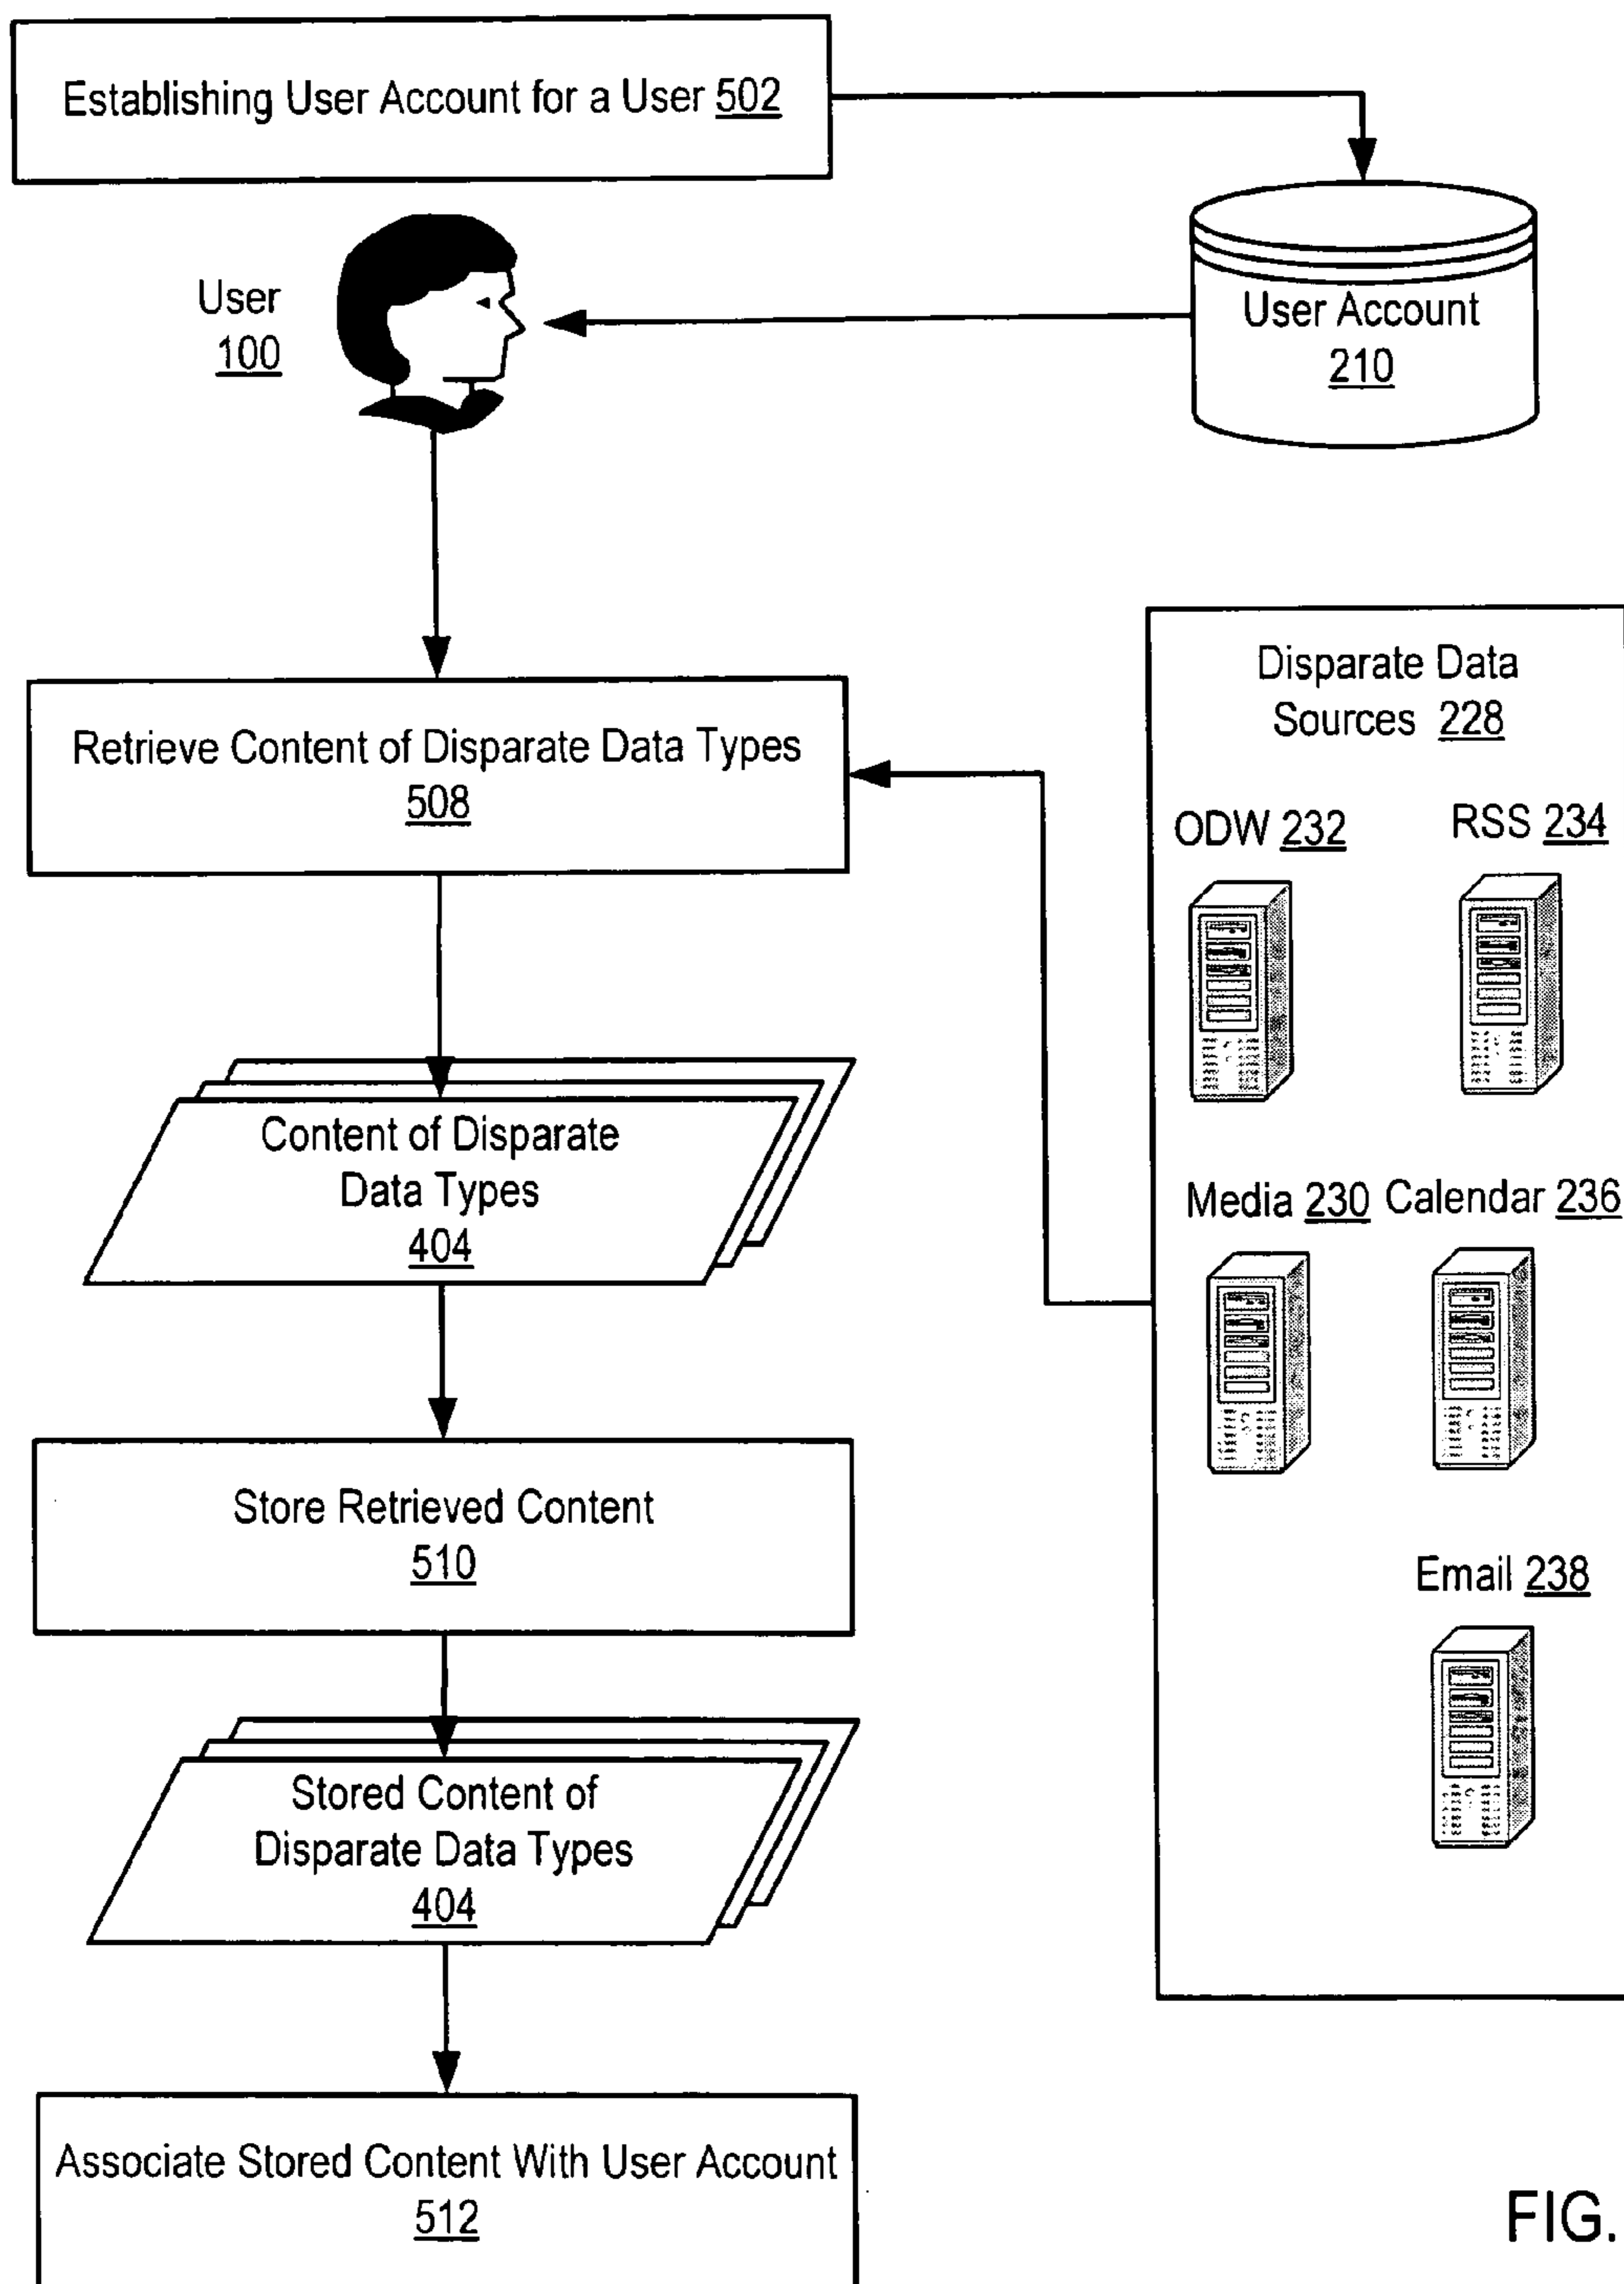 Establishing User Account for a User 502
User
100
User Account
210
Disparate Data
Sources 228
Retrieve Content of Disparate Data Types
508
ODW 232
RSS 234
Content of Disparate
Data Types
404
Media 230
Calendar 236
Store Retrieved Content
510
Email 238
Stored Content of
Disparate Data Types
404
Associate Stored Content With User Account
512
FIG.